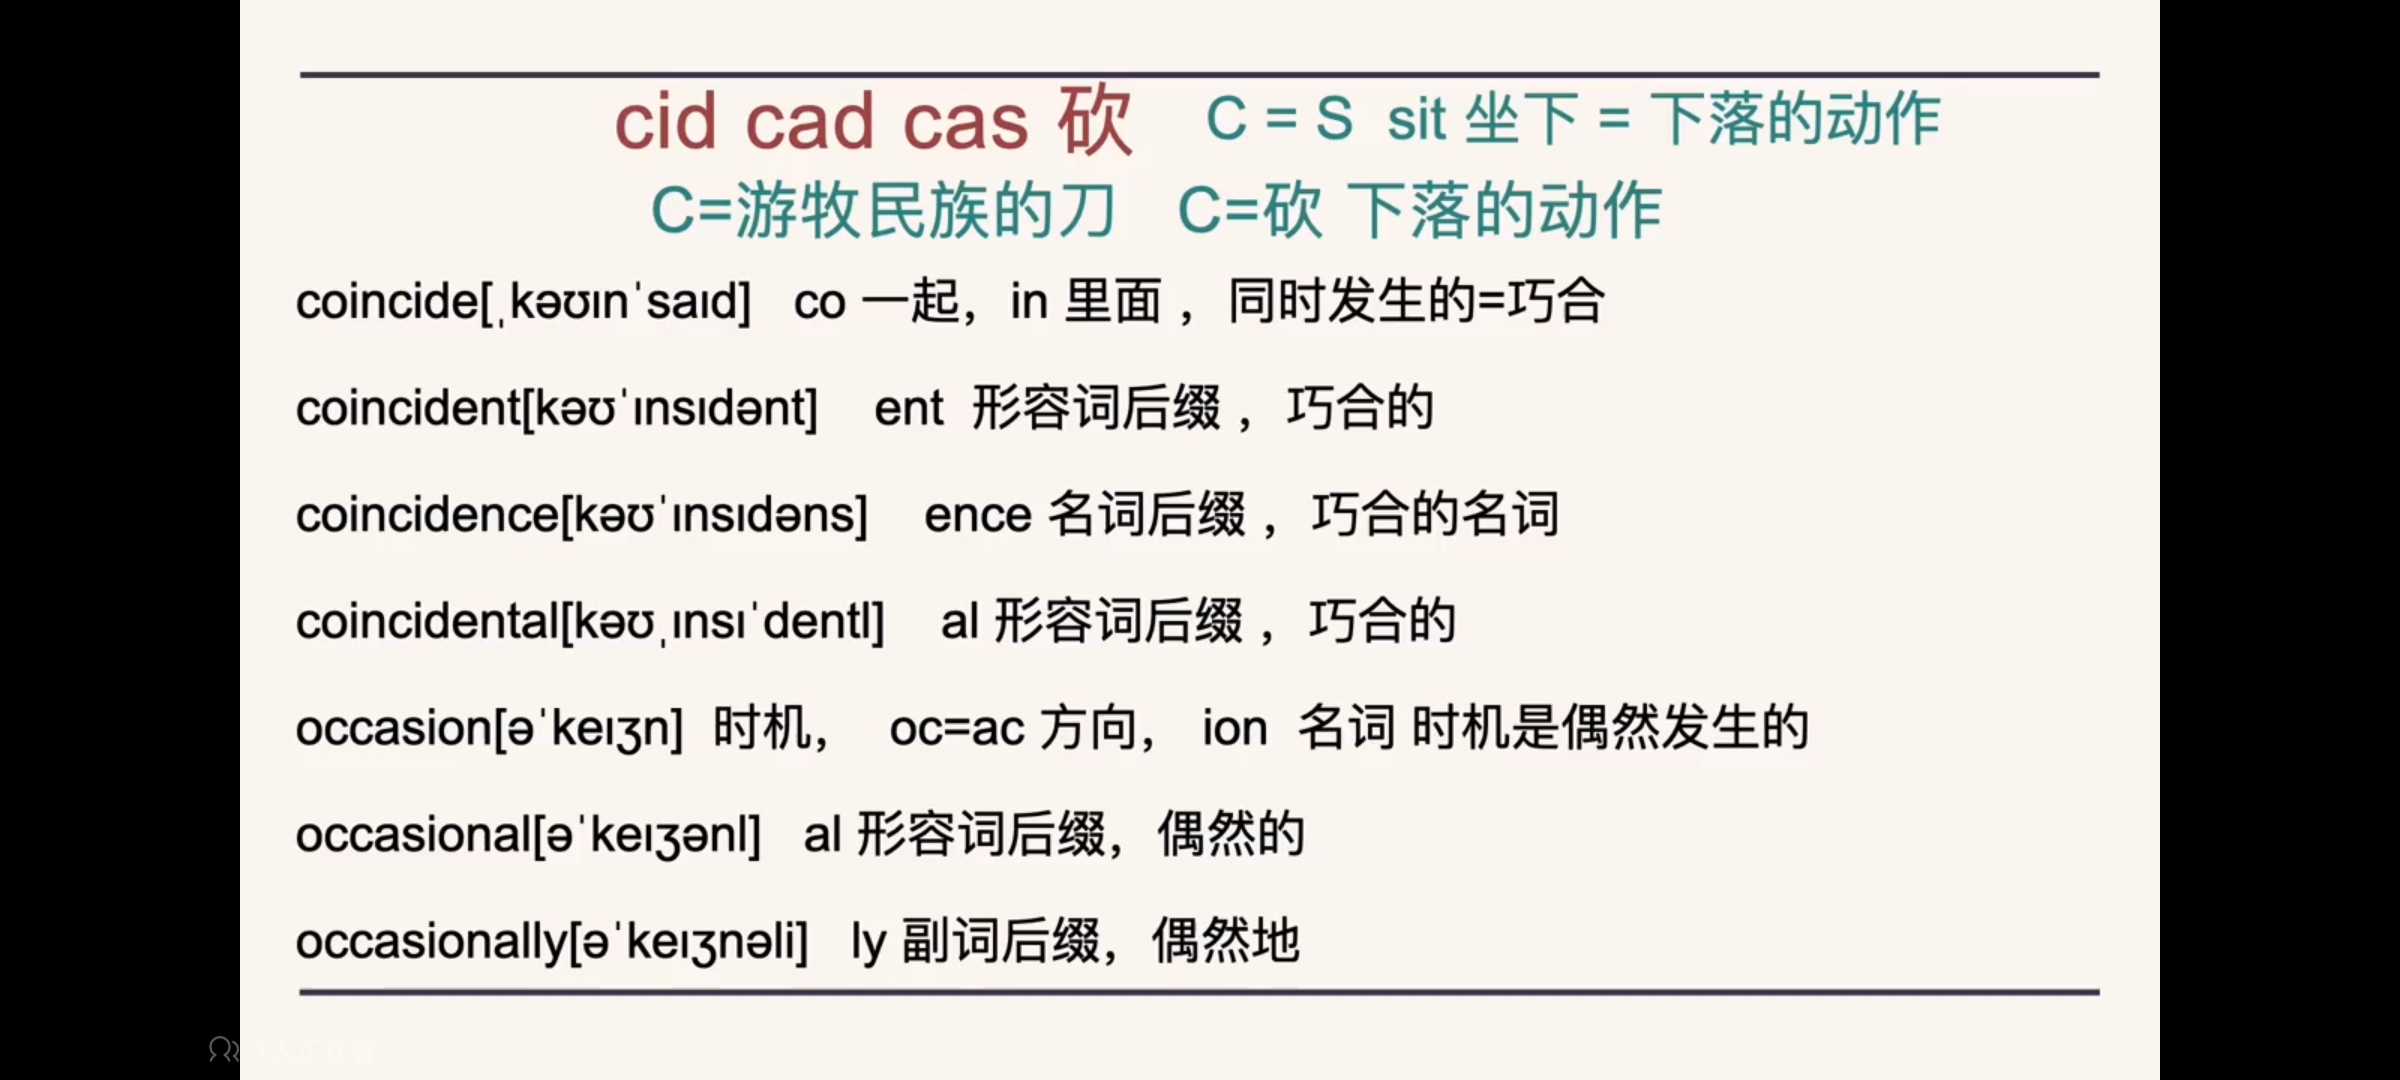 cid cad cas 砍 C = S sit 坐下 = 下落的动作
C=游牧民族的刀 C=砍 下落的动作
coincide[ˌkəʊɪnˈsaɪd] co 一起，in 里面 ，同时发生的=巧合
coincident[kəʊˈɪnsɪdənt] ent 形容词后缀 ，巧合的
coincidence[kəʊˈɪnsɪdəns] ence 名词后缀 ，巧合的名词
coincidental[kəʊˌɪnsɪˈdentl] al 形容词后缀 ，巧合的
occasion[əˈkeɪʒn] 时机， oc=ac 方向， ion 名词 时机是偶然发生的
occasional[əˈkeɪʒənl] al 形容词后缀，偶然的
occasionally[əˈkeɪʒnəli] ly 副词后缀，偶然地
1人正在看